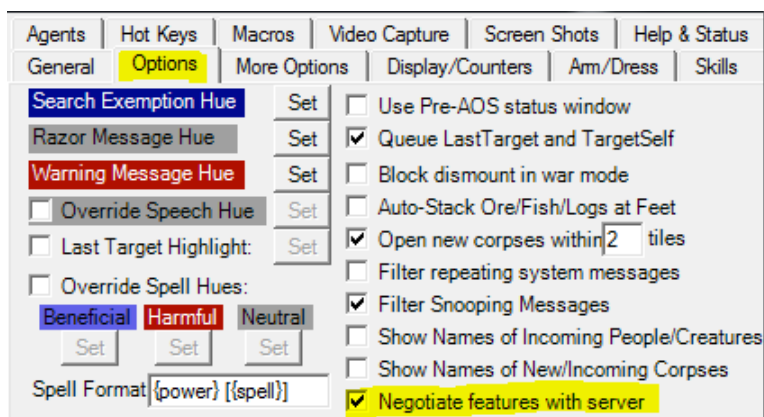 Agents Hot Keys Macros Video Capture Screen Shots Help & Status
General Options More Options Display/Counters Arm/Dress Skills
Search Exemption Hue Set
Razor Message Hue Set
Warning Message Hue Set
Override Speech Hue Set
Last Target Highlight: Set
Override Spell Hues:
Beneficial Harmful Neutral
Set Set Set
Spell Format {power} [{spell}]
Use Pre-AOS status window
Queue LastTarget and TargetSelf
Block dismount in war mode
Auto-Stack Ore/Fish/Logs at Feet
Open new corpses within 2 tiles
Filter repeating system messages
Filter Snooping Messages
Show Names of Incoming People/Creatures
Show Names of New/Incoming Corpses
Negotiate features with server